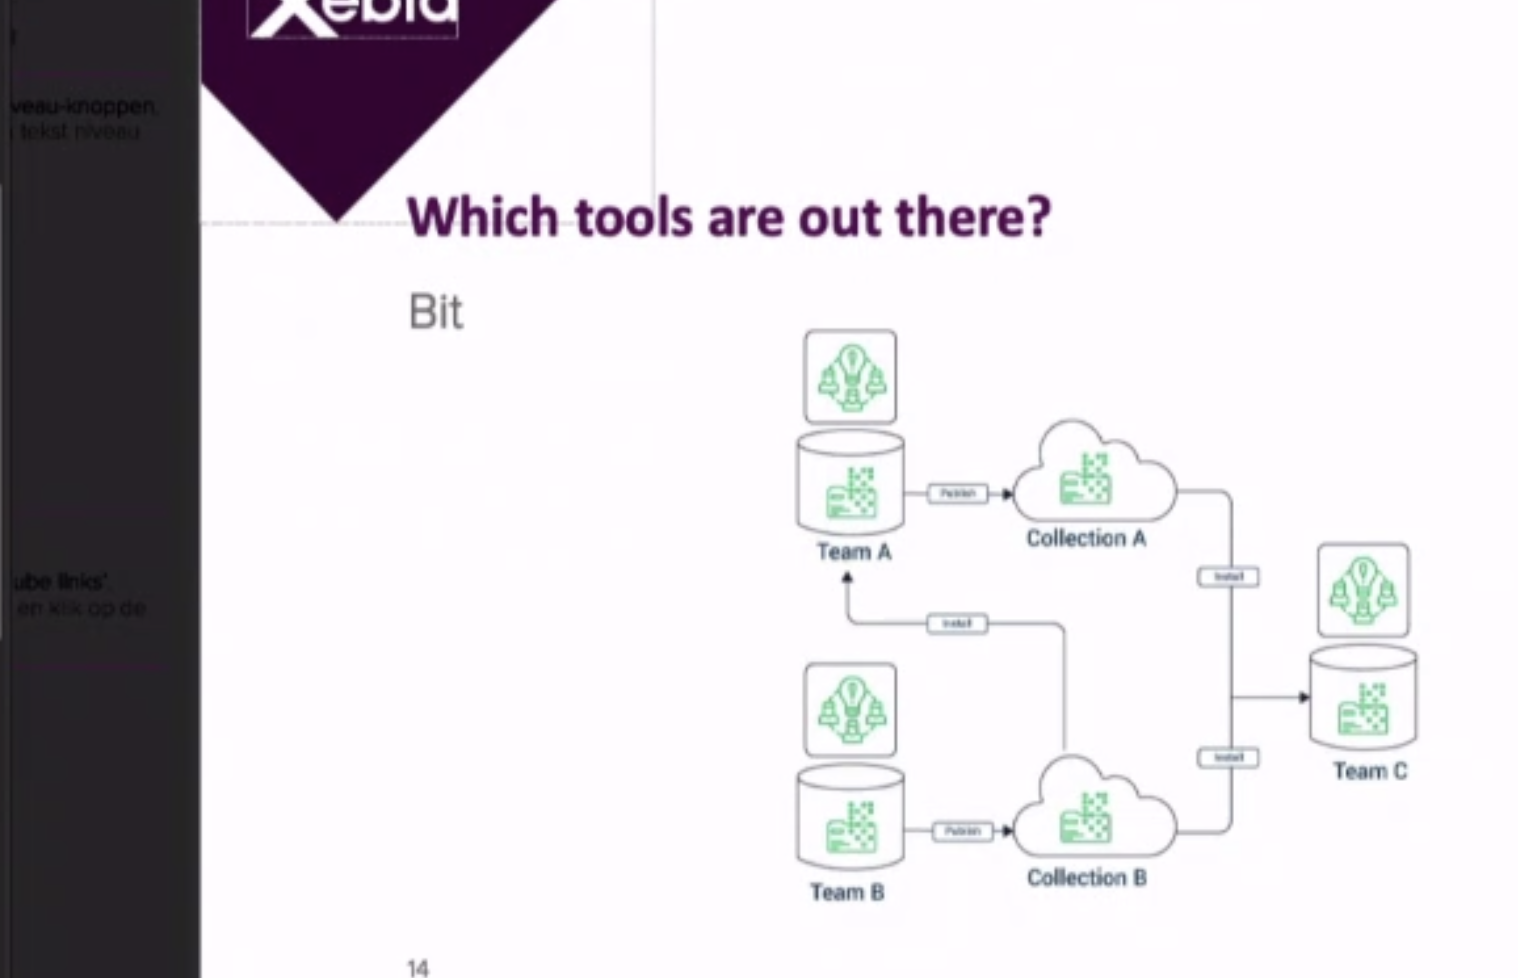 Xebia
veau-knoppen.
tekst niveau
Which tools are out there?
Bit
Publish
Team A
Collection A
Install
Install
Install
Team C
Publish
Team B
Collection B
ube links'.
en klik op de
14